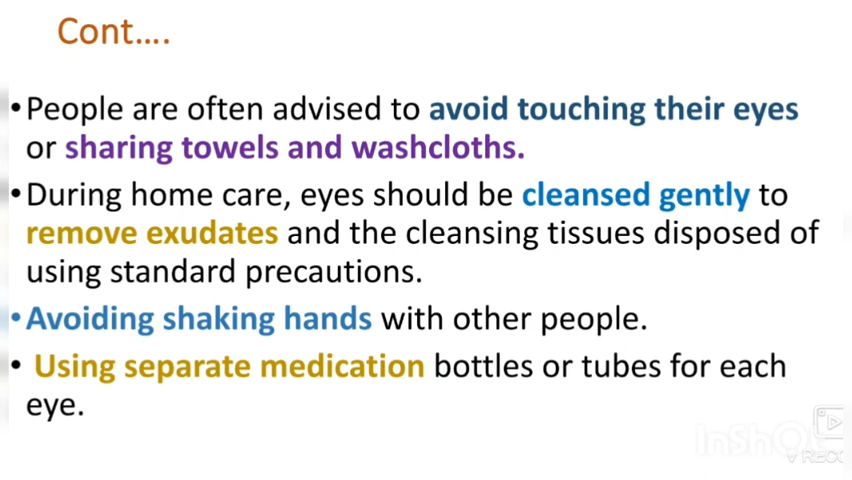 Cont….
•People are often advised to avoid touching their eyes
or sharing towels and washcloths.
•During home care, eyes should be cleansed gently to
remove exudates and the cleansing tissues disposed of
using standard precautions.
•Avoiding shaking hands with other people.
• Using separate medication bottles or tubes for each
eye.
InShOt